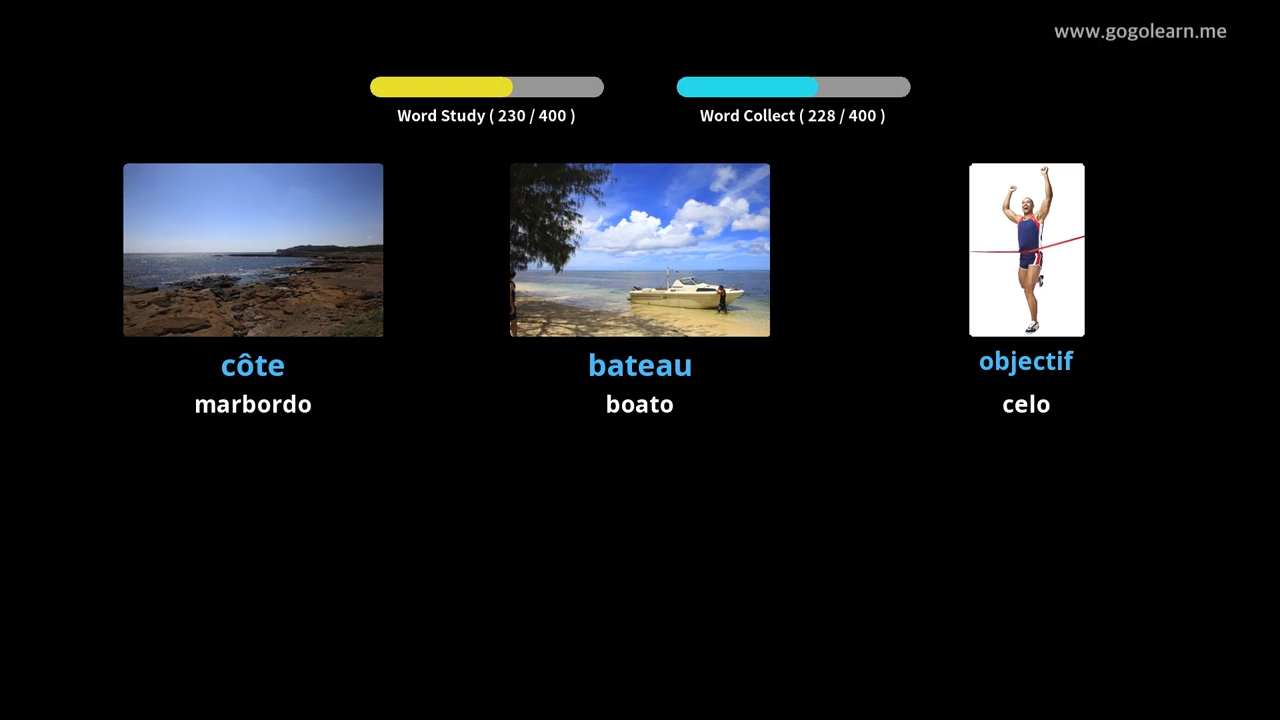 www.gogolearn.me
Word Study ( 230 / 400 )
Word Collect ( 228 / 400 )
côte
bateau
objectif
marbordo
boato
celo